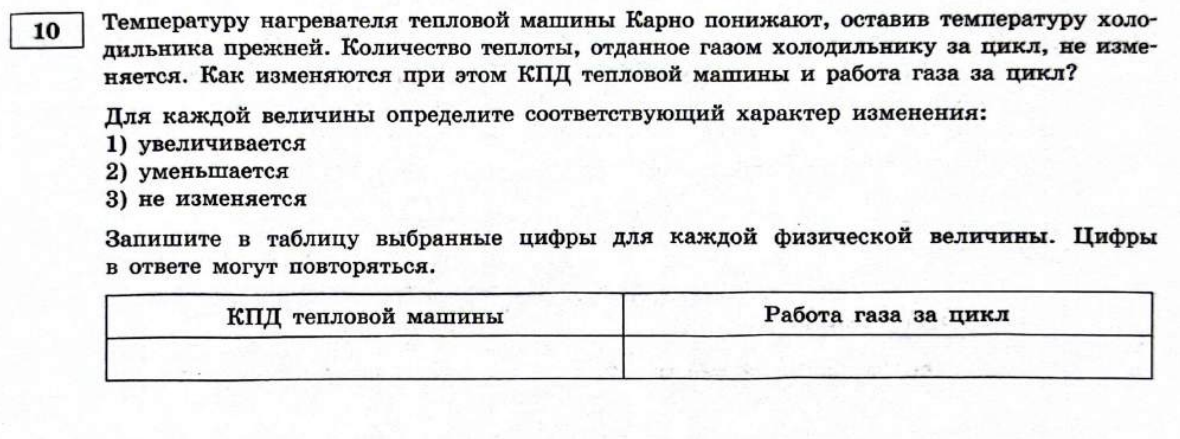 10
Температуру нагревателя тепловой машины Карно понижают, оставив температуру холо-
дильника прежней. Количество теплоты, отданное газом холодильнику за цикл, не изме-
няется. Как изменяются при этом КПД тепловой машины и работа газа за цикл?
Для каждой величины определите соответствующий характер изменения:
1) увеличивается
2) уменьшается
3) не изменяется
Запишите в таблицу выбранные цифры для каждой физической величины. Цифры
в ответе могут повторяться.
КПД тепловой машины
Работа газа за цикл